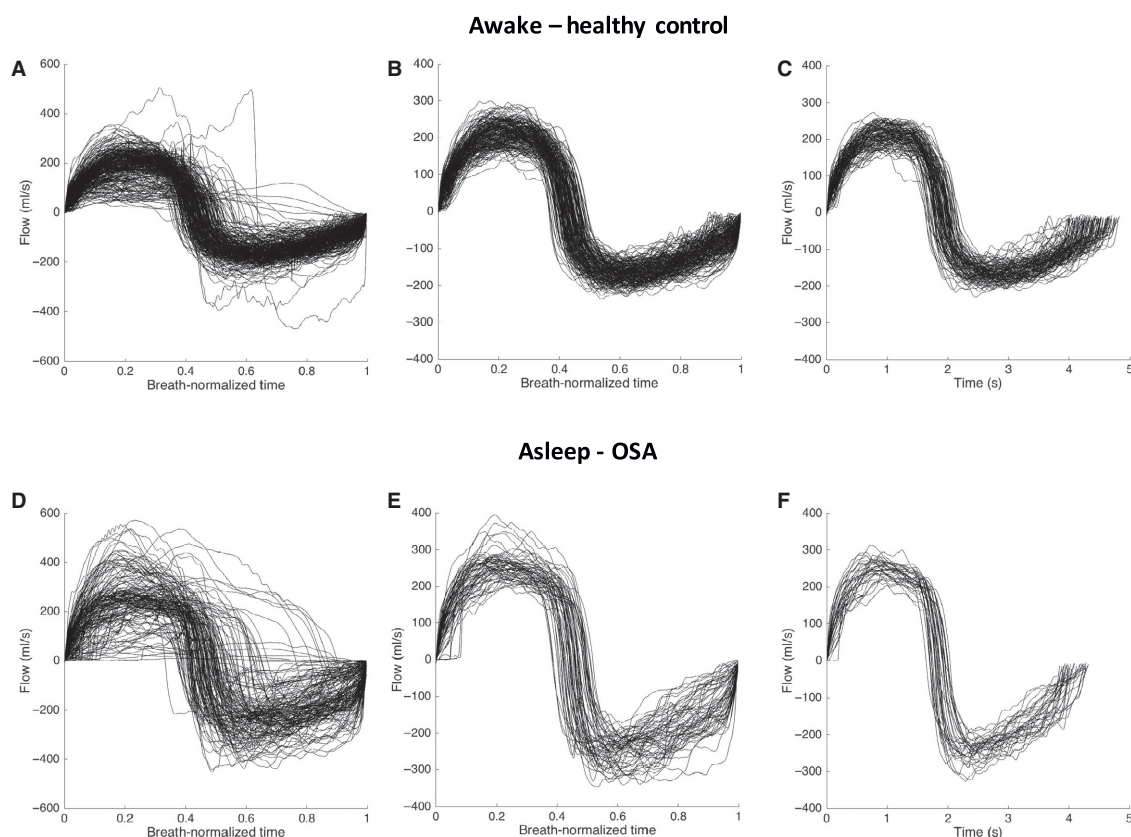 Awake – healthy control
A
600
400
200
0
−200
−400
−600
Flow (ml/s)
0 0.2 0.4 0.6 0.8 1
Breath-normalized time
B
400
300
200
100
0
−100
−200
−300
−400
Flow (ml/s)
0 0.2 0.4 0.6 0.8 1
Breath-normalized time
C
400
300
200
100
0
−100
−200
−300
−400
Flow (ml/s)
0 1 2 3 4 5
Time (s)
Asleep - OSA
D
600
400
200
0
−200
−400
−600
Flow (ml/s)
0 0.2 0.4 0.6 0.8 1
Breath-normalized time
E
400
300
200
100
0
−100
−200
−300
−400
Flow (ml/s)
0 0.2 0.4 0.6 0.8 1
Breath-normalized time
F
400
300
200
100
0
−100
−200
−300
−400
Flow (ml/s)
0 1 2 3 4 5
Time (s)